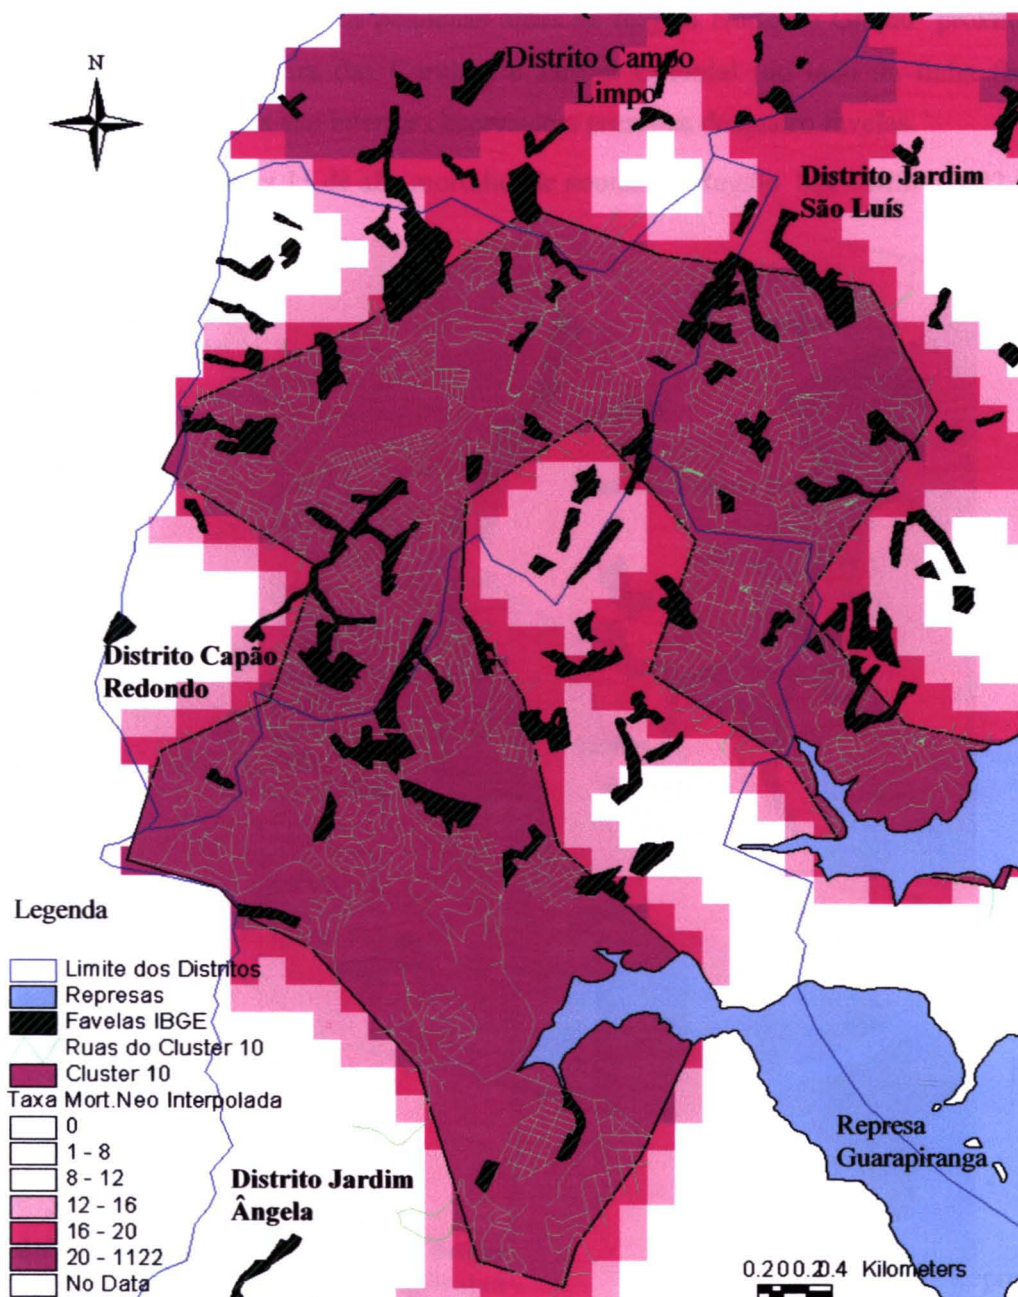 N
Distrito Campo
Limpo
Distrito Jardim
São Luís
Distrito Capão
Redondo
Legenda
Limite dos Distritos
Represas
Favelas IBGE
Ruas do Cluster 10
Cluster 10
Taxa Mort.Neo Interpolada
0
1 - 8
8 - 12
12 - 16
16 - 20
20 - 1122
No Data
Distrito Jardim
Ângela
Represa
Guarapiranga
0.2 0 0.2 0.4 Kilometers